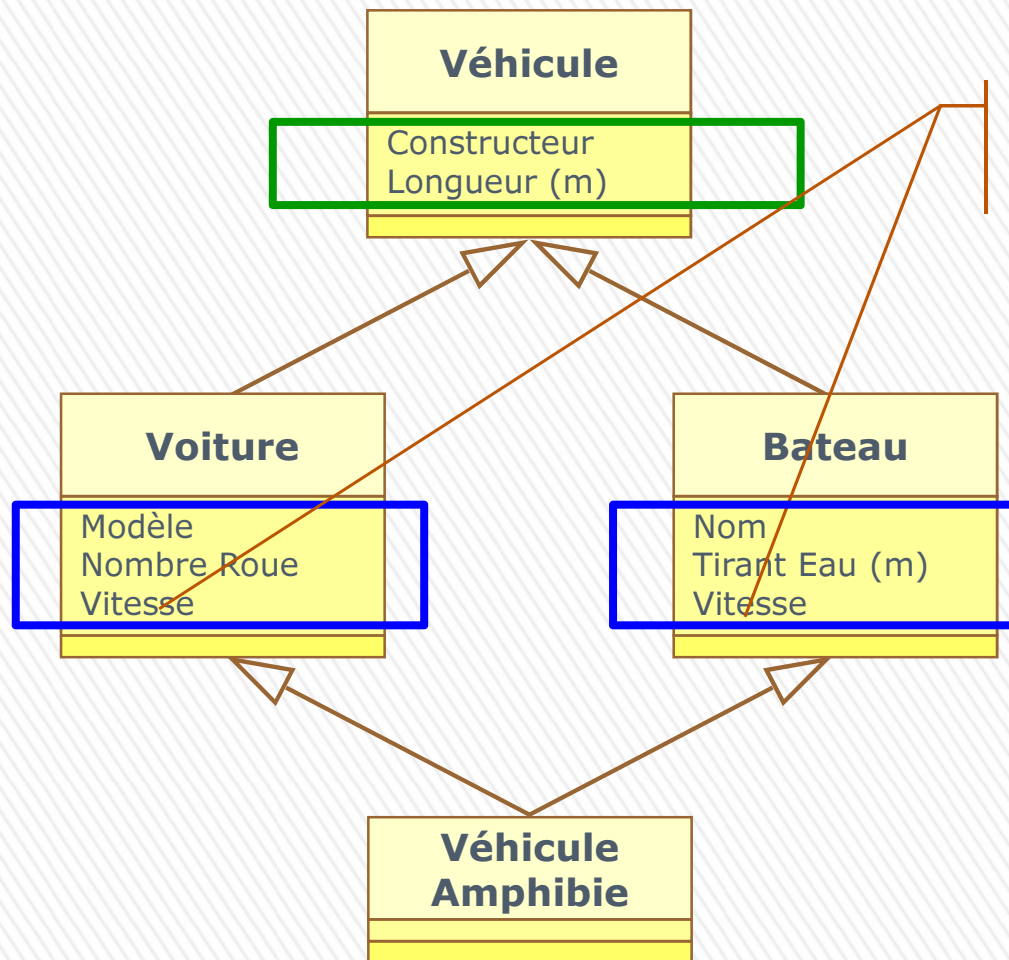 Véhicule
Constructeur
Longueur (m)
Voiture
Modèle
Nombre Roue
Vitesse
Bateau
Nom
Tirant Eau (m)
Vitesse
Véhicule
Amphibie